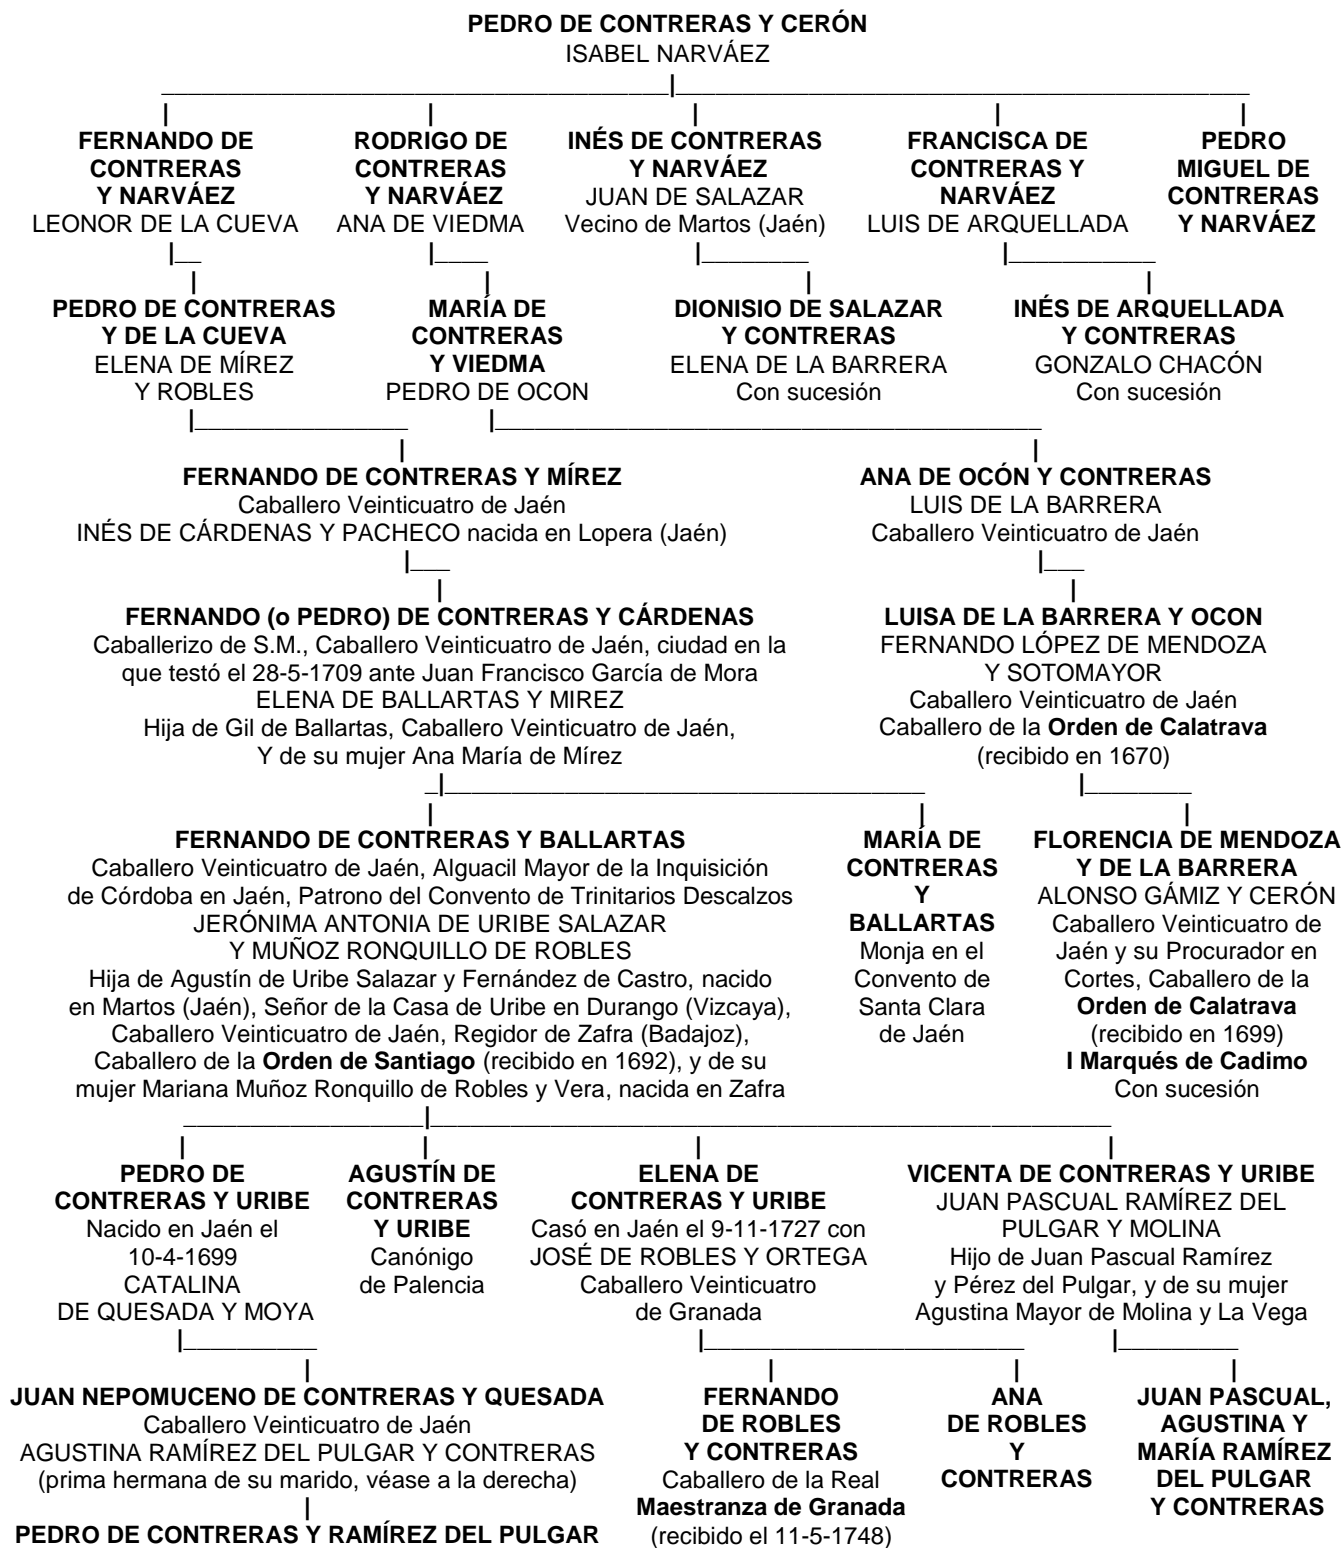 PEDRO DE CONTRERAS Y CERÓN
ISABEL NARVÁEZ
FERNANDO DE
CONTRERAS
Y NARVÁEZ
LEONOR DE LA CUEVA
RODRIGO DE
CONTRERAS
Y NARVÁEZ
ANA DE VIEDMA
INÉS DE CONTRERAS
Y NARVÁEZ
JUAN DE SALAZAR
Vecino de Martos (Jaén)
FRANCISCA DE
CONTRERAS Y
NARVÁEZ
LUIS DE ARQUELLADA
PEDRO
MIGUEL DE
CONTRERAS
Y NARVÁEZ
PEDRO DE CONTRERAS
Y DE LA CUEVA
ELENA DE MÍREZ
Y ROBLES
MARÍA DE
CONTRERAS
Y VIEDMA
PEDRO DE OCON
DIONISIO DE SALAZAR
Y CONTRERAS
ELENA DE LA BARRERA
Con sucesión
INÉS DE ARQUELLADA
Y CONTRERAS
GONZALO CHACÓN
Con sucesión
FERNANDO DE CONTRERAS Y MÍREZ
Caballero Veinticuatro de Jaén
INÉS DE CÁRDENAS Y PACHECO nacida en Lopera (Jaén)
ANA DE OCÓN Y CONTRERAS
LUIS DE LA BARRERA
Caballero Veinticuatro de Jaén
FERNANDO (o PEDRO) DE CONTRERAS Y CÁRDENAS
Caballerizo de S.M., Caballero Veinticuatro de Jaén, ciudad en la
que testó el 28-5-1709 ante Juan Francisco García de Mora
ELENA DE BALLARTAS Y MIREZ
Hija de Gil de Ballartas, Caballero Veinticuatro de Jaén,
Y de su mujer Ana María de Mírez
LUISA DE LA BARRERA Y OCON
FERNANDO LÓPEZ DE MENDOZA
Y SOTOMAYOR
Caballero Veinticuatro de Jaén
Caballero de la Orden de Calatrava
(recibido en 1670)
FERNANDO DE CONTRERAS Y BALLARTAS
Caballero Veinticuatro de Jaén, Alguacil Mayor de la Inquisición
de Córdoba en Jaén, Patrono del Convento de Trinitarios Descalzos
JERÓNIMA ANTONIA DE URIBE SALAZAR
Y MUÑOZ RONQUILLO DE ROBLES
Hija de Agustín de Uribe Salazar y Fernández de Castro, nacido
en Martos (Jaén), Señor de la Casa de Uribe en Durango (Vizcaya),
Caballero Veinticuatro de Jaén, Regidor de Zafra (Badajoz),
Caballero de la Orden de Santiago (recibido en 1692), y de su
mujer Mariana Muñoz Ronquillo de Robles y Vera, nacida en Zafra
MARÍA DE
CONTRERAS
Y
BALLARTAS
Monja en el
Convento de
Santa Clara
de Jaén
FLORENCIA DE MENDOZA
Y DE LA BARRERA
ALONSO GÁMIZ Y CERÓN
Caballero Veinticuatro de
Jaén y su Procurador en
Cortes, Caballero de la
Orden de Calatrava
(recibido en 1699)
I Marqués de Cadimo
Con sucesión
PEDRO DE
CONTRERAS Y URIBE
Nacido en Jaén el
10-4-1699
CATALINA
DE QUESADA Y MOYA
AGUSTÍN DE
CONTRERAS
Y URIBE
Canónigo
de Palencia
ELENA DE
CONTRERAS Y URIBE
Casó en Jaén el 9-11-1727 con
JOSÉ DE ROBLES Y ORTEGA
Caballero Veinticuatro
de Granada
VICENTA DE CONTRERAS Y URIBE
JUAN PASCUAL RAMÍREZ DEL
PULGAR Y MOLINA
Hijo de Juan Pascual Ramírez
y Pérez del Pulgar, y de su mujer
Agustina Mayor de Molina y La Vega
JUAN NEPOMUCENO DE CONTRERAS Y QUESADA
Caballero Veinticuatro de Jaén
AGUSTINA RAMÍREZ DEL PULGAR Y CONTRERAS
(prima hermana de su marido, véase a la derecha)
FERNANDO
DE ROBLES
Y CONTRERAS
Caballero de la Real
Maestranza de Granada
(recibido el 11-5-1748)
ANA
DE ROBLES
Y
CONTRERAS
JUAN PASCUAL,
AGUSTINA Y
MARÍA RAMÍREZ
DEL PULGAR
Y CONTRERAS
PEDRO DE CONTRERAS Y RAMÍREZ DEL PULGAR